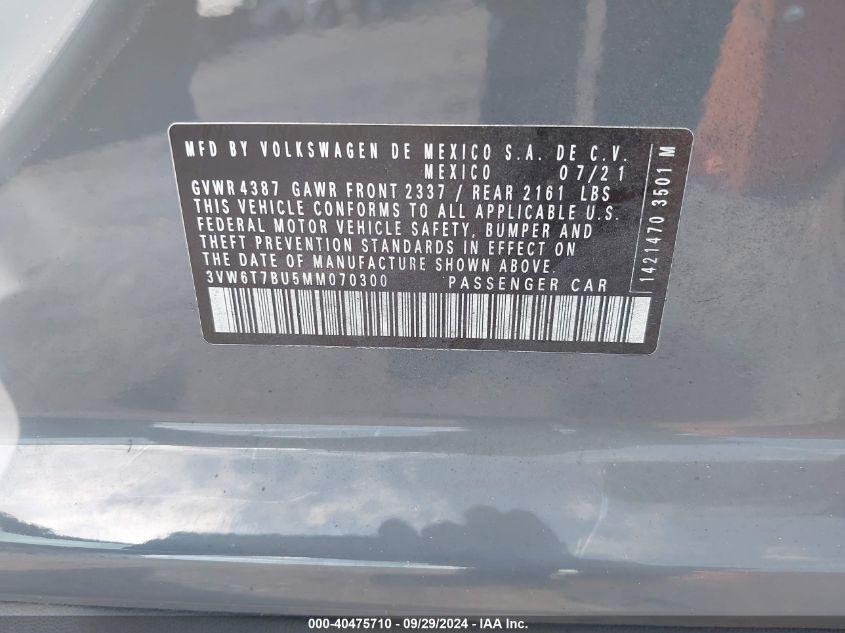 MFD BY VOLKSWAGEN DE MEXICO S.A. DE C.V.
MEXICO 07/21
GVWR 4387 GAWR FRONT 2337 / REAR 2161 LBS
THIS VEHICLE CONFORMS TO ALL APPLICABLE U.S.
FEDERAL MOTOR VEHICLE SAFETY, BUMPER AND
THEFT PREVENTION STANDARDS IN EFFECT ON
THE DATE OF MANUFACTURE SHOWN ABOVE.
3VW6T7BU5MM070300 PASSENGER CAR
1421470 3501 M
000-40475710 - 09/29/2024 - IAA Inc.